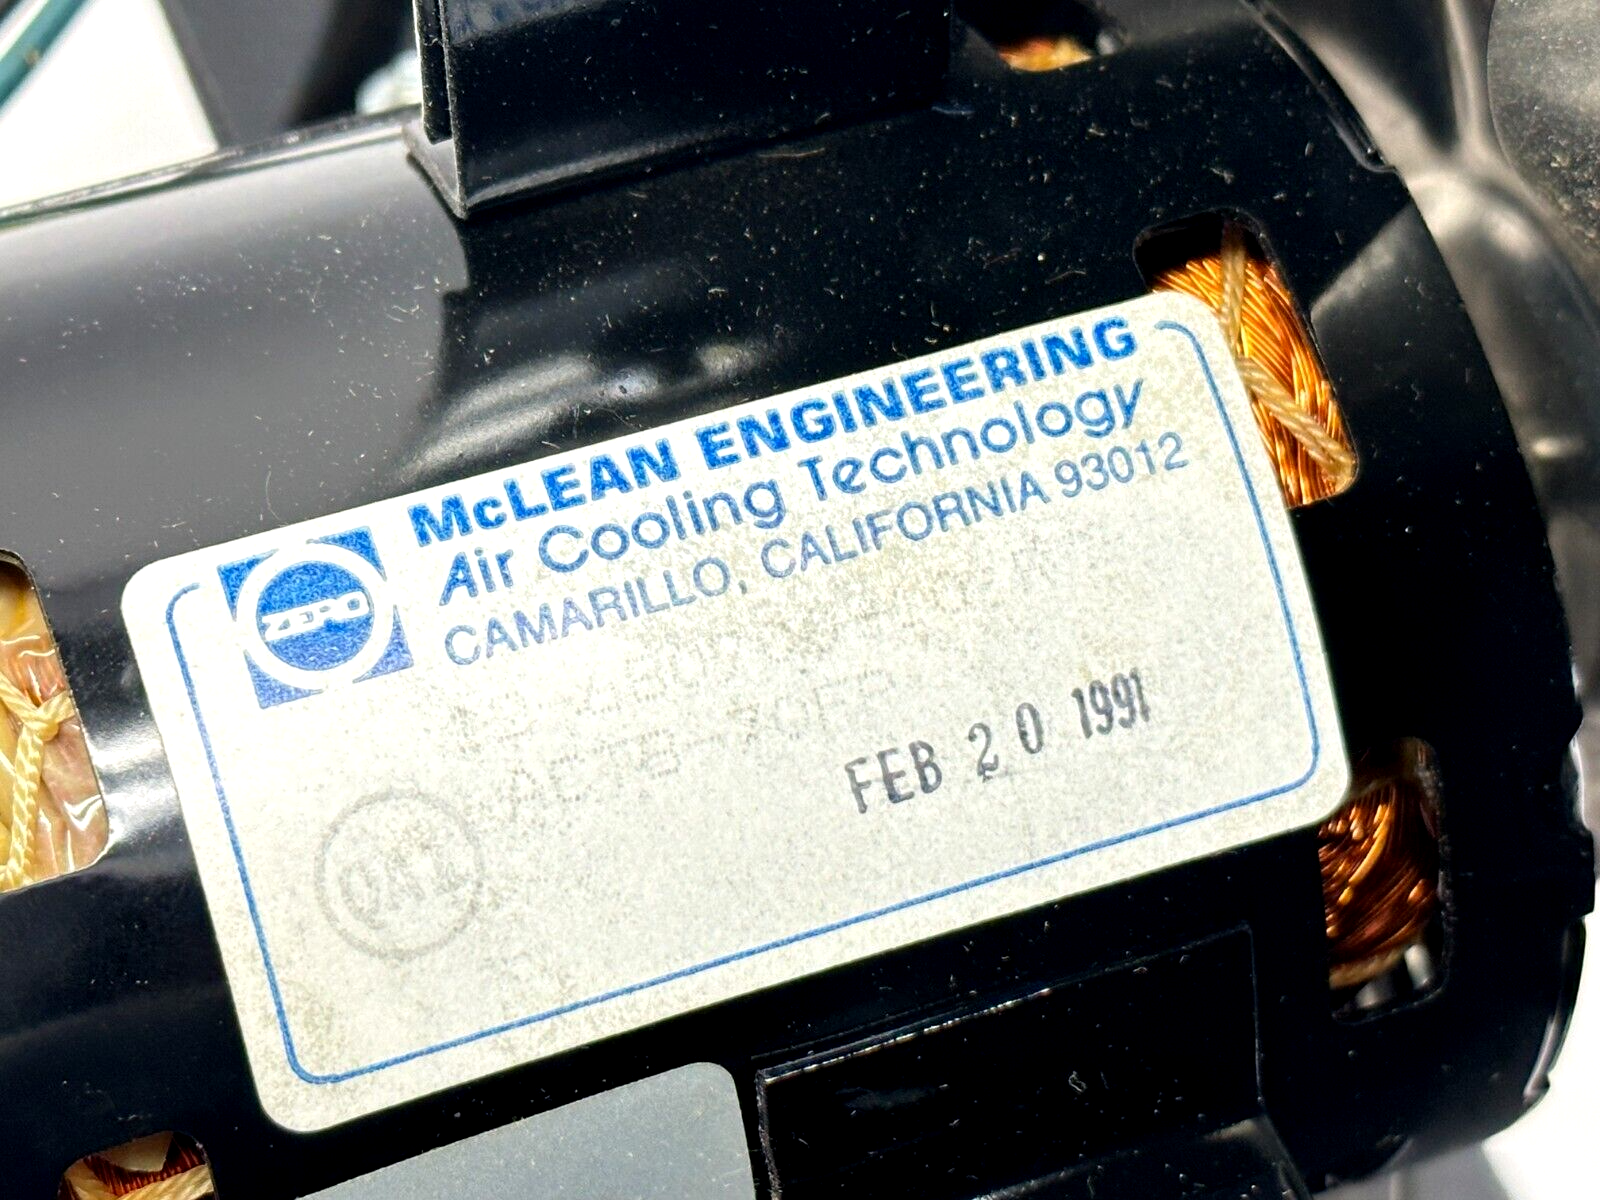 McLEAN ENGINEERING
Air Cooling Technology
CAMARILLO, CALIFORNIA 93012
ZERO
FEB 20 1991